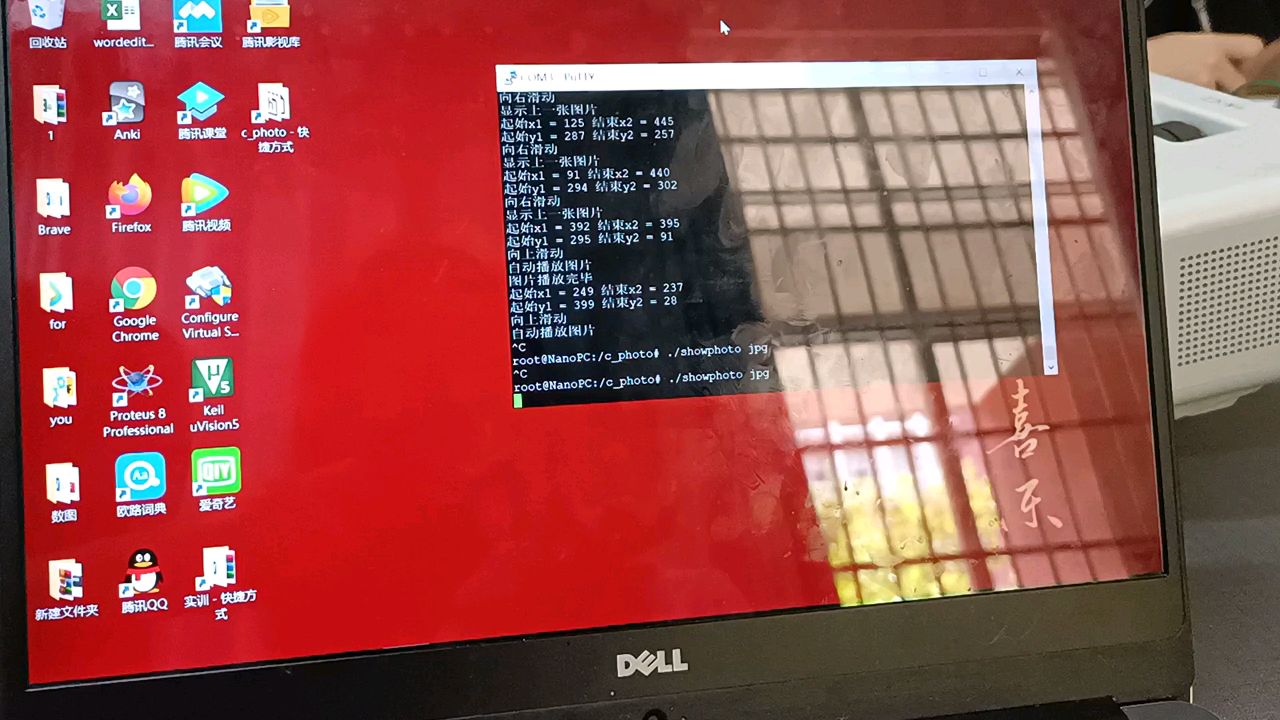 回收站
wordedit...
腾讯会议
腾讯影视库
1
Anki
腾讯课堂
c_photo - 快
捷方式
Brave
Firefox
腾讯视频
for
Google
Chrome
Configure
Virtual S...
you
Proteus 8
Professional
Keil
uVision5
数图
欧路词典
QIY
爱奇艺
新建文件夹
腾讯QQ
实训 - 快捷方
式
COM3 - PuTTY
向右滑动
显示上一张图片
起始x1 = 125 结束x2 = 445
起始y1 = 287 结束y2 = 257
向右滑动
显示上一张图片
起始x1 = 91 结束x2 = 440
起始y1 = 294 结束y2 = 302
向右滑动
显示上一张图片
起始x1 = 392 结束x2 = 395
起始y1 = 295 结束y2 = 91
向上滑动
自动播放图片
图片播放完毕
起始x1 = 249 结束x2 = 237
起始y1 = 399 结束y2 = 28
向上滑动
自动播放图片
^C
root@NanoPC:/c_photo# ./showphoto jpg
^C
root@NanoPC:/c_photo# ./showphoto jpg
喜
乐
DELL